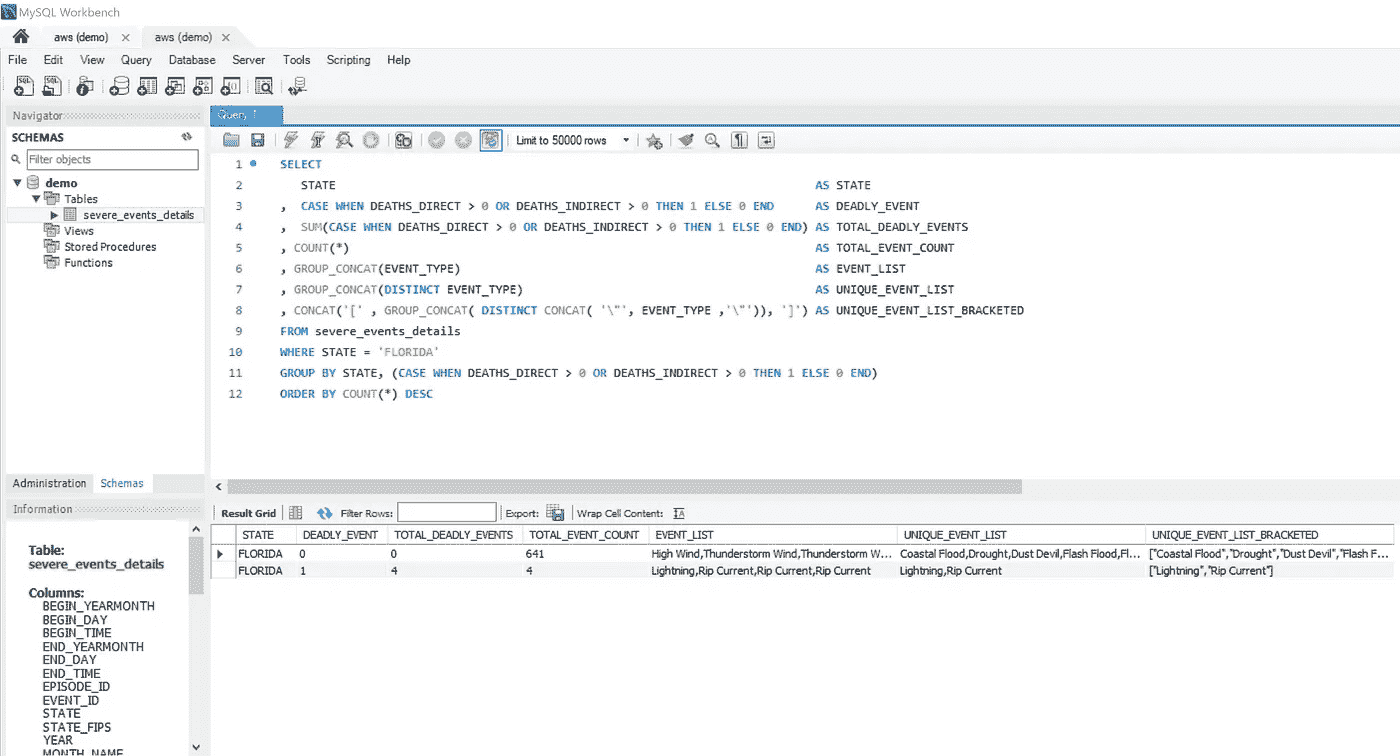 MySQL Workbench
aws (demo) × aws (demo) ×
File Edit View Query Database Server Tools Scripting Help
Navigator
SCHEMAS
Filter objects
demo
Tables
severe_events_details
Views
Stored Procedures
Functions
Administration Schemas
Information
Table:
severe_events_details
Columns:
BEGIN_YEARMONTH
BEGIN_DAY
BEGIN_TIME
END_YEARMONTH
END_DAY
END_TIME
EPISODE_ID
EVENT_ID
STATE
STATE_FIPS
YEAR
MONTH_NAME
Query 1
Limit to 50000 rows
1 SELECT
2 STATE AS STATE
3 , CASE WHEN DEATHS_DIRECT > 0 OR DEATHS_INDIRECT > 0 THEN 1 ELSE 0 END AS DEADLY_EVENT
4 , SUM(CASE WHEN DEATHS_DIRECT > 0 OR DEATHS_INDIRECT > 0 THEN 1 ELSE 0 END) AS TOTAL_DEADLY_EVENTS
5 , COUNT(*) AS TOTAL_EVENT_COUNT
6 , GROUP_CONCAT(EVENT_TYPE) AS EVENT_LIST
7 , GROUP_CONCAT(DISTINCT EVENT_TYPE) AS UNIQUE_EVENT_LIST
8 , CONCAT('[' , GROUP_CONCAT( DISTINCT CONCAT( '\"', EVENT_TYPE ,'\"')), ']') AS UNIQUE_EVENT_LIST_BRACKETED
9 FROM severe_events_details
10 WHERE STATE = 'FLORIDA'
11 GROUP BY STATE, (CASE WHEN DEATHS_DIRECT > 0 OR DEATHS_INDIRECT > 0 THEN 1 ELSE 0 END)
12 ORDER BY COUNT(*) DESC
Result Grid Filter Rows: Export: Wrap Cell Content: IA
STATE DEADLY_EVENT TOTAL_DEADLY_EVENTS TOTAL_EVENT_COUNT EVENT_LIST UNIQUE_EVENT_LIST UNIQUE_EVENT_LIST_BRACKETED
FLORIDA 0 0 641 High Wind,Thunderstorm Wind,Thunderstorm W... Coastal Flood,Drought,Dust Devil,Flash Flood,Fl... ["Coastal Flood","Drought","Dust Devil","Flash F...
FLORIDA 1 4 4 Lightning,Rip Current,Rip Current,Rip Current Lightning,Rip Current ["Lightning","Rip Current"]